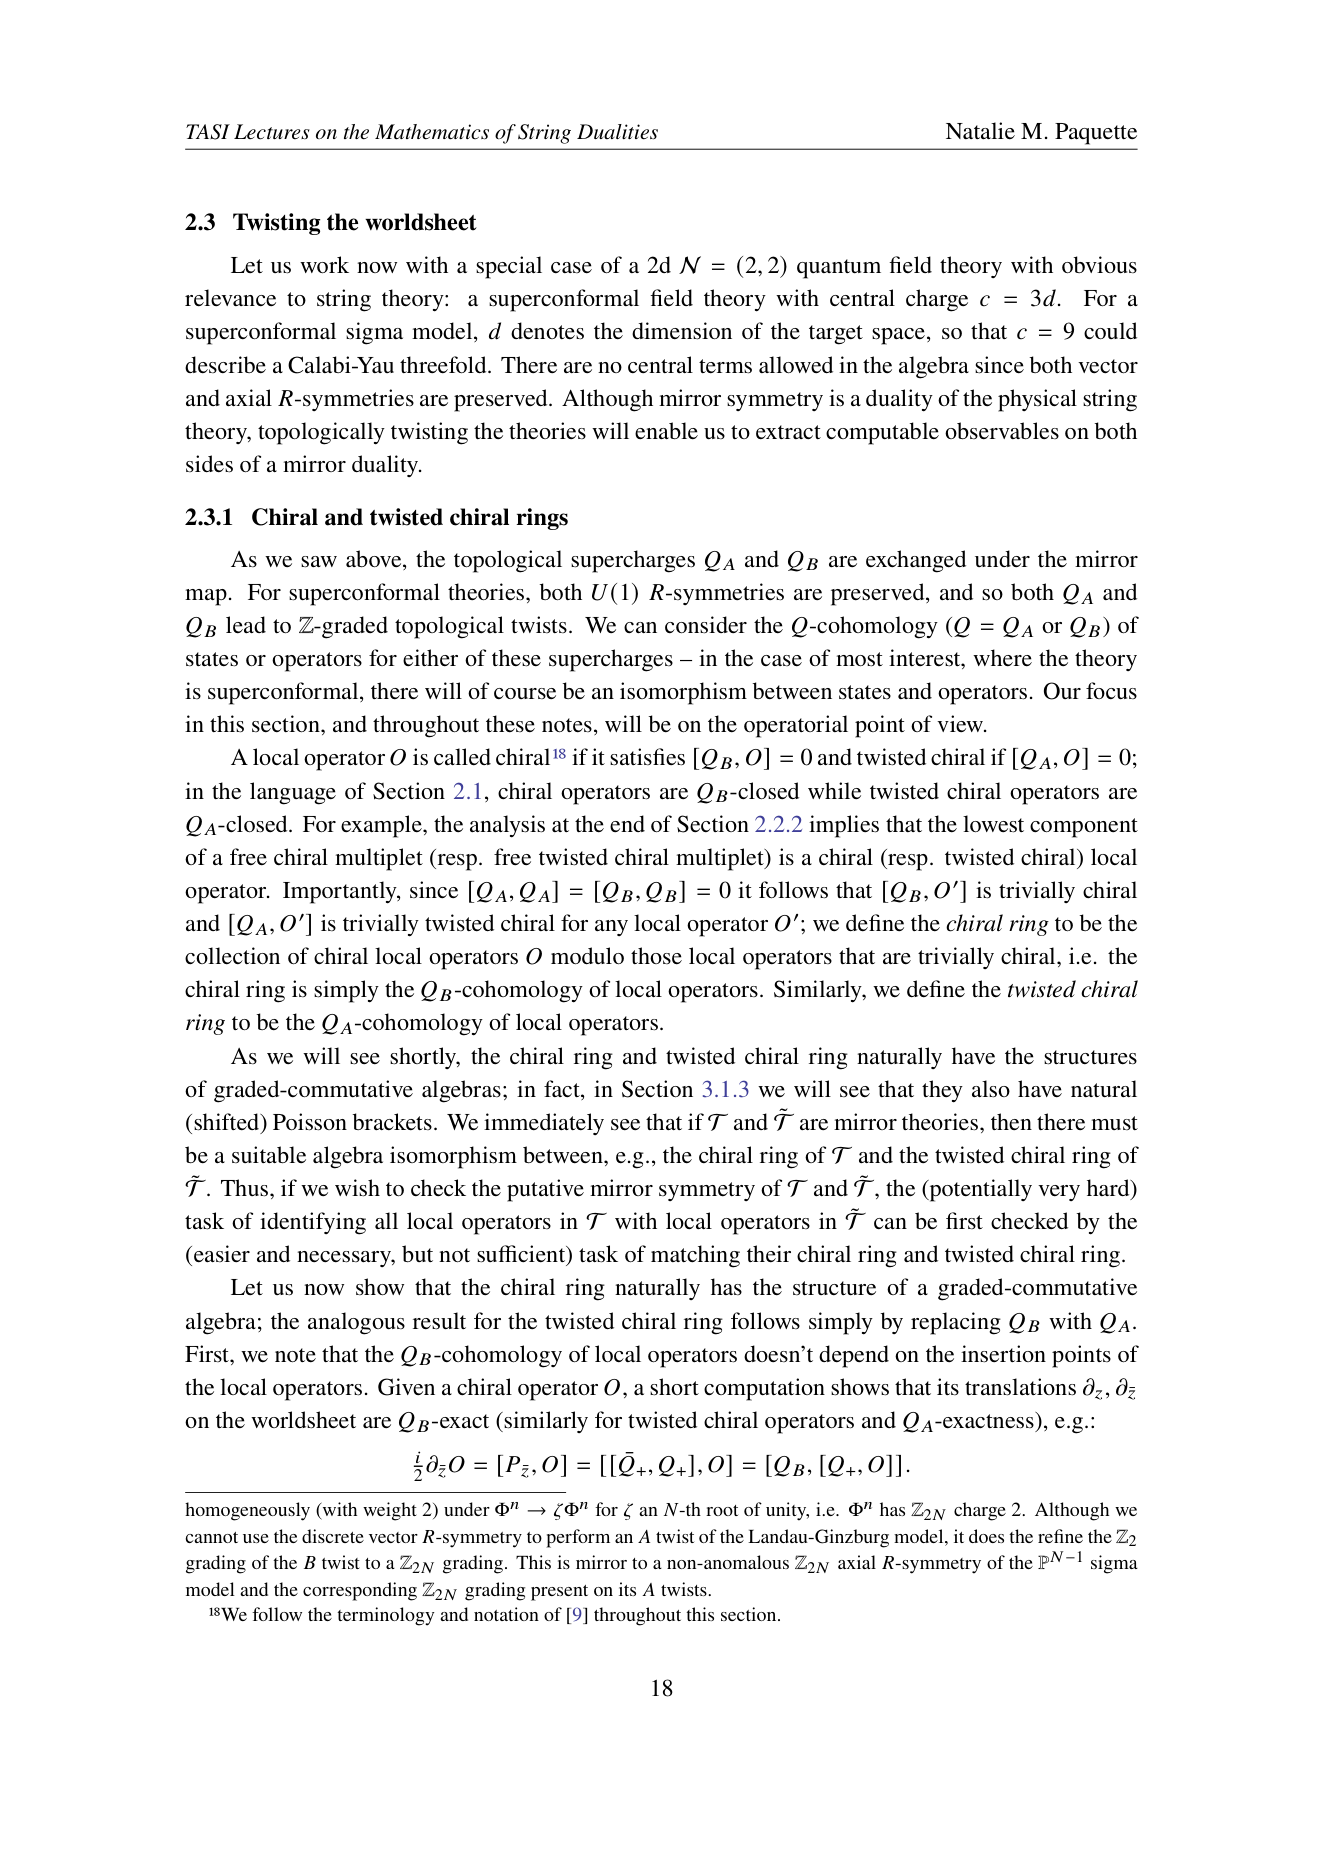 TASI Lectures on the Mathematics of String Dualities Natalie M. Paquette
2.3 Twisting the worldsheet
Let us work now with a special case of a 2d 𝒩 = (2, 2) quantum field theory with obvious
relevance to string theory: a superconformal field theory with central charge c = 3d. For a
superconformal sigma model, d denotes the dimension of the target space, so that c = 9 could
describe a Calabi-Yau threefold. There are no central terms allowed in the algebra since both vector
and axial R-symmetries are preserved. Although mirror symmetry is a duality of the physical string
theory, topologically twisting the theories will enable us to extract computable observables on both
sides of a mirror duality.
2.3.1 Chiral and twisted chiral rings
As we saw above, the topological supercharges Q_A and Q_B are exchanged under the mirror
map. For superconformal theories, both U(1) R-symmetries are preserved, and so both Q_A and
Q_B lead to ℤ-graded topological twists. We can consider the Q-cohomology (Q = Q_A or Q_B) of
states or operators for either of these supercharges – in the case of most interest, where the theory
is superconformal, there will of course be an isomorphism between states and operators. Our focus
in this section, and throughout these notes, will be on the operatorial point of view.
A local operator O is called chiral¹⁸ if it satisfies [Q_B, O] = 0 and twisted chiral if [Q_A, O] = 0;
in the language of Section 2.1, chiral operators are Q_B-closed while twisted chiral operators are
Q_A-closed. For example, the analysis at the end of Section 2.2.2 implies that the lowest component
of a free chiral multiplet (resp. free twisted chiral multiplet) is a chiral (resp. twisted chiral) local
operator. Importantly, since [Q_A, Q_A] = [Q_B, Q_B] = 0 it follows that [Q_B, O′] is trivially chiral
and [Q_A, O′] is trivially twisted chiral for any local operator O′; we define the chiral ring to be the
collection of chiral local operators O modulo those local operators that are trivially chiral, i.e. the
chiral ring is simply the Q_B-cohomology of local operators. Similarly, we define the twisted chiral
ring to be the Q_A-cohomology of local operators.
As we will see shortly, the chiral ring and twisted chiral ring naturally have the structures
of graded-commutative algebras; in fact, in Section 3.1.3 we will see that they also have natural
(shifted) Poisson brackets. We immediately see that if 𝒯 and 𝒯̃ are mirror theories, then there must
be a suitable algebra isomorphism between, e.g., the chiral ring of 𝒯 and the twisted chiral ring of
𝒯̃. Thus, if we wish to check the putative mirror symmetry of 𝒯 and 𝒯̃, the (potentially very hard)
task of identifying all local operators in 𝒯 with local operators in 𝒯̃ can be first checked by the
(easier and necessary, but not sufficient) task of matching their chiral ring and twisted chiral ring.
Let us now show that the chiral ring naturally has the structure of a graded-commutative
algebra; the analogous result for the twisted chiral ring follows simply by replacing Q_B with Q_A.
First, we note that the Q_B-cohomology of local operators doesn't depend on the insertion points of
the local operators. Given a chiral operator O, a short computation shows that its translations ∂_z, ∂_z̄
on the worldsheet are Q_B-exact (similarly for twisted chiral operators and Q_A-exactness), e.g.:
i/2 ∂_z̄ O = [P_z̄, O] = [[Q̄₊, Q₊], O] = [Q_B, [Q₊, O]].
homogeneously (with weight 2) under Φⁿ → ζΦⁿ for ζ an N-th root of unity, i.e. Φⁿ has ℤ_2N charge 2. Although we
cannot use the discrete vector R-symmetry to perform an A twist of the Landau-Ginzburg model, it does the refine the ℤ₂
grading of the B twist to a ℤ_2N grading. This is mirror to a non-anomalous ℤ_2N axial R-symmetry of the ℙ^{N−1} sigma
model and the corresponding ℤ_2N grading present on its A twists.
¹⁸We follow the terminology and notation of [9] throughout this section.
18